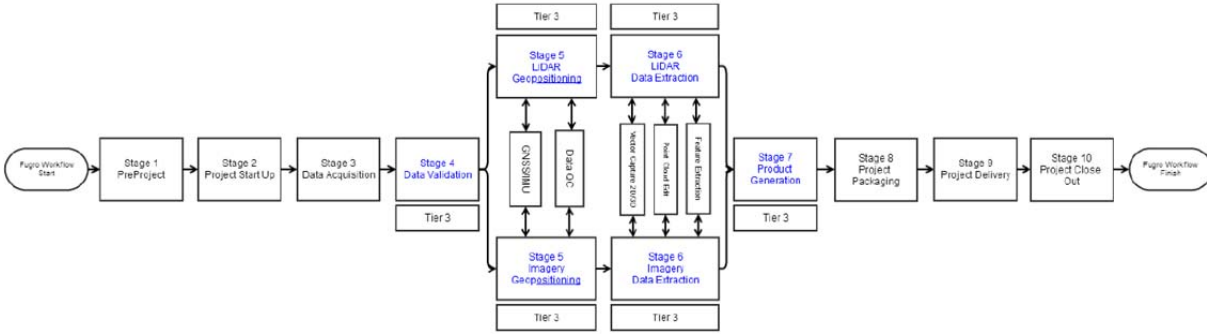 Tier 3
Tier 3
Stage 5
LiDAR
Geopositioning
Stage 6
LiDAR
Data Extraction
Fugro Workflow
Start
Stage 1
PreProject
Stage 2
Project Start Up
Stage 3
Data Acquisition
Stage 4
Data Validation
Tier 3
GNSS/IMU
Data QC
Vector Capture 2D/3D
Point Cloud Edit
Feature Extraction
Stage 7
Product
Generation
Tier 3
Stage 8
Project
Packaging
Stage 9
Project Delivery
Stage 10
Project Close
Out
Fugro Workflow
Finish
Stage 5
Imagery
Geopositioning
Stage 6
Imagery
Data Extraction
Tier 3
Tier 3